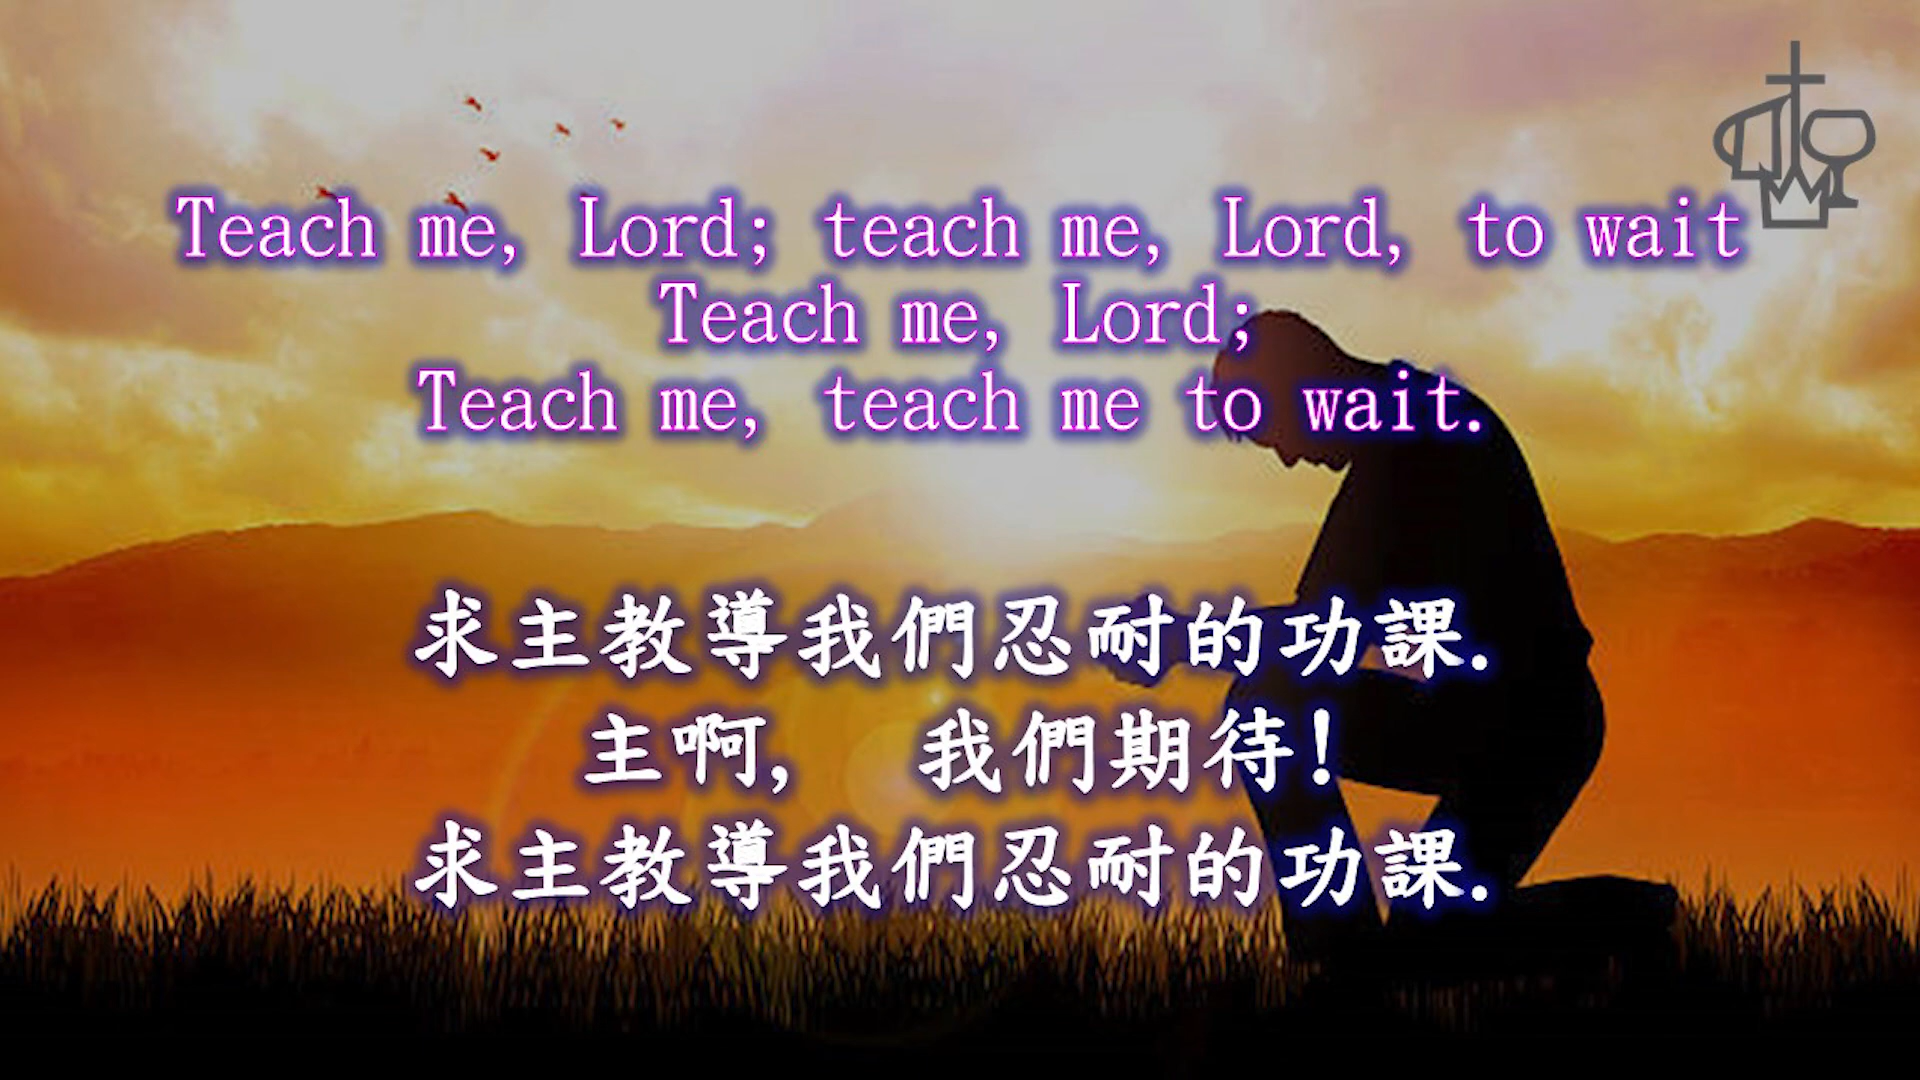 Teach me, Lord; teach me, Lord, to wait
Teach me, Lord;
Teach me, teach me to wait.
求主教導我們忍耐的功課.
主啊, 我們期待!
求主教導我們忍耐的功課.